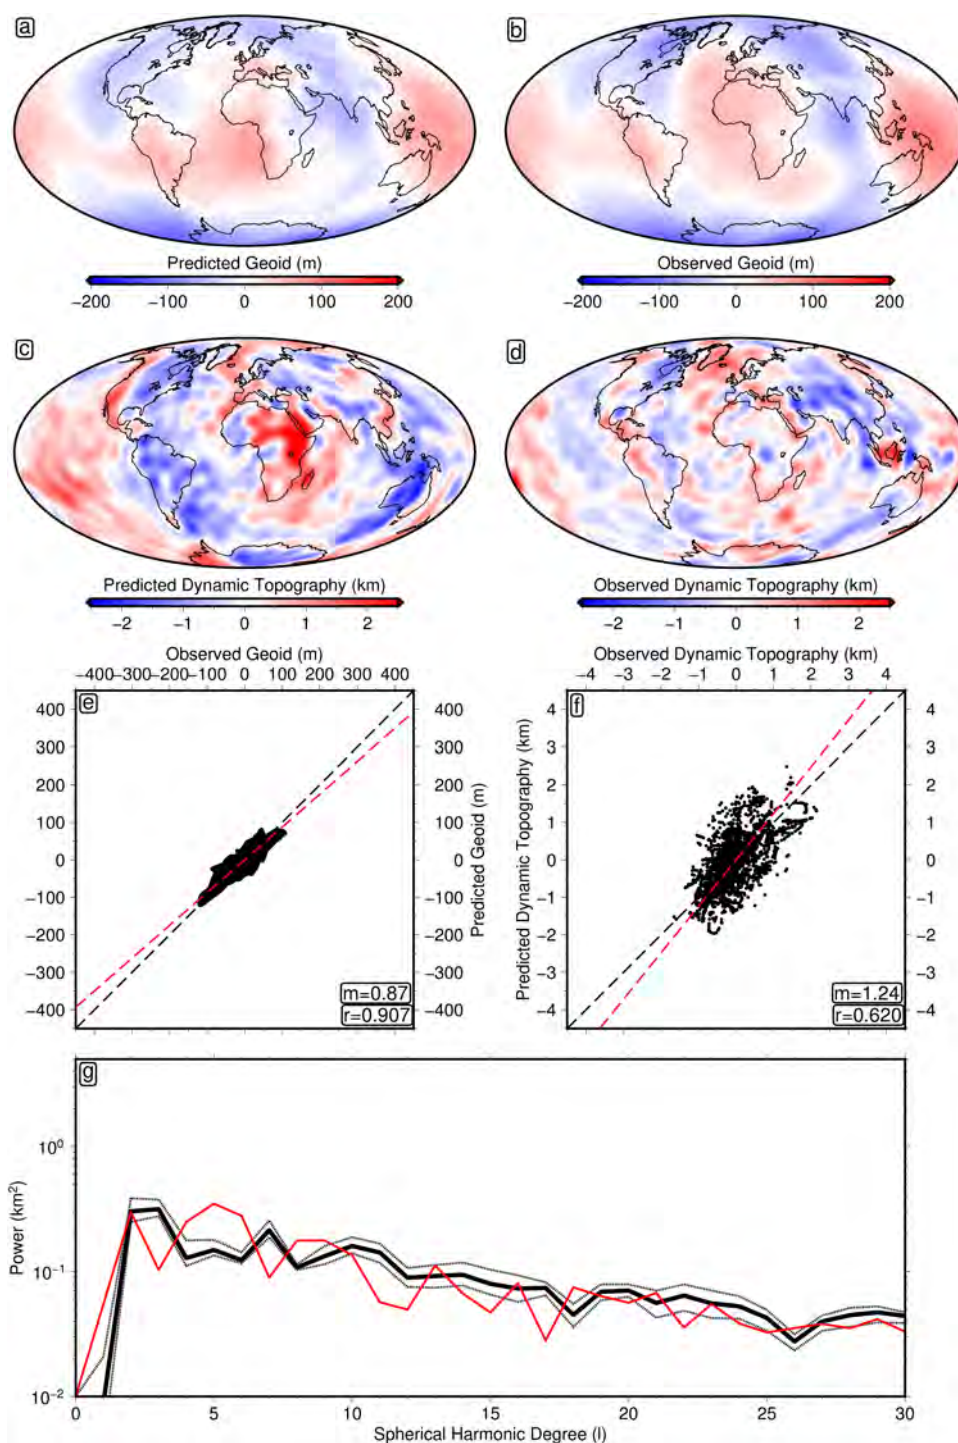 a
b
Predicted Geoid (m)
−200 −100 0 100 200
Observed Geoid (m)
−200 −100 0 100 200
c
d
Predicted Dynamic Topography (km)
−2 −1 0 1 2
Observed Dynamic Topography (km)
−2 −1 0 1 2
Observed Geoid (m)
−400 −200 0 200 400
−300 −100 100 300
e
400
300
200
100
0
−100
−200
−300
−400
400
300
200
100
0
−100
−200
−300
−400
Predicted Geoid (m)
m=0.87
r=0.907
Observed Dynamic Topography (km)
−4 −3 −2 −1 0 1 2 3 4
f
Predicted Dynamic Topography (km)
4
3
2
1
0
−1
−2
−3
−4
4
3
2
1
0
−1
−2
−3
−4
m=1.24
r=0.620
g
Power (km²)
10⁰
10⁻¹
10⁻²
0 5 10 15 20 25 30
Spherical Harmonic Degree (l)